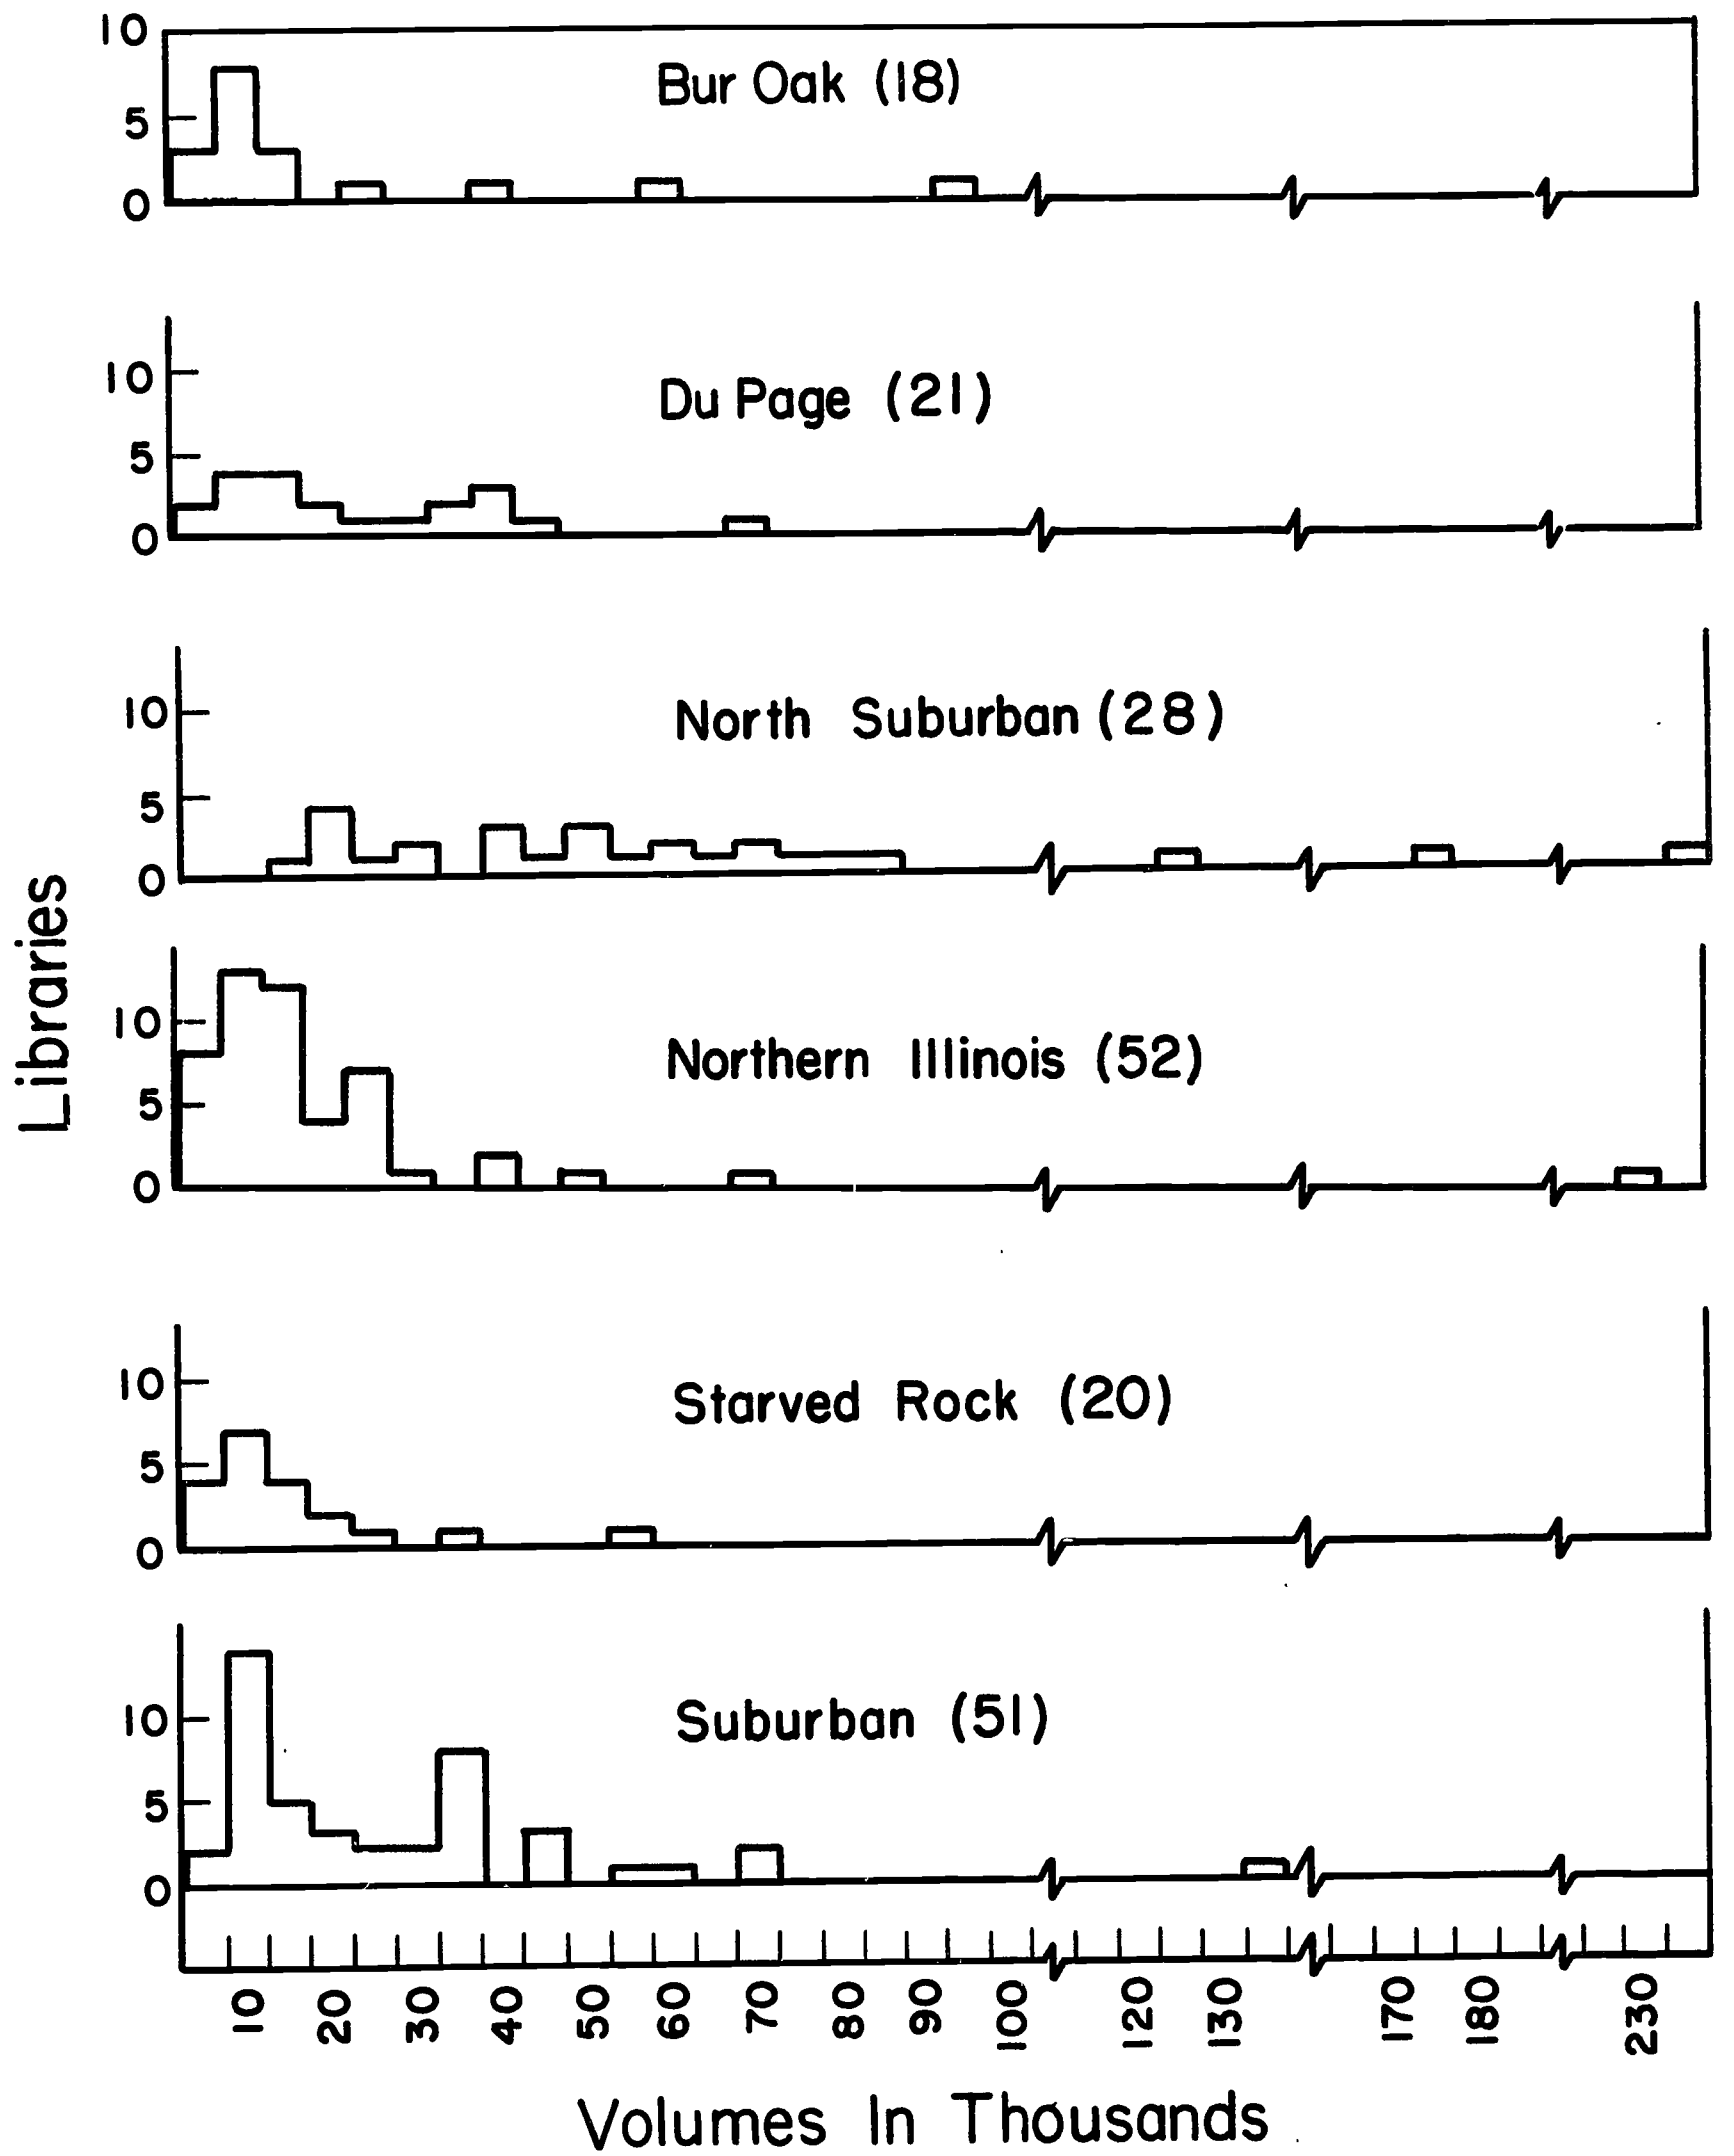 10
Bur Oak (18)
5
0
10
Du Page (21)
5
0
10
North Suburban (28)
5
0
Libraries
10
Northern Illinois (52)
5
0
10
Starved Rock (20)
5
0
10
Suburban (51)
5
0
10 20 30 40 50 60 70 80 90 100 120 130 170 180 230
Volumes In Thousands